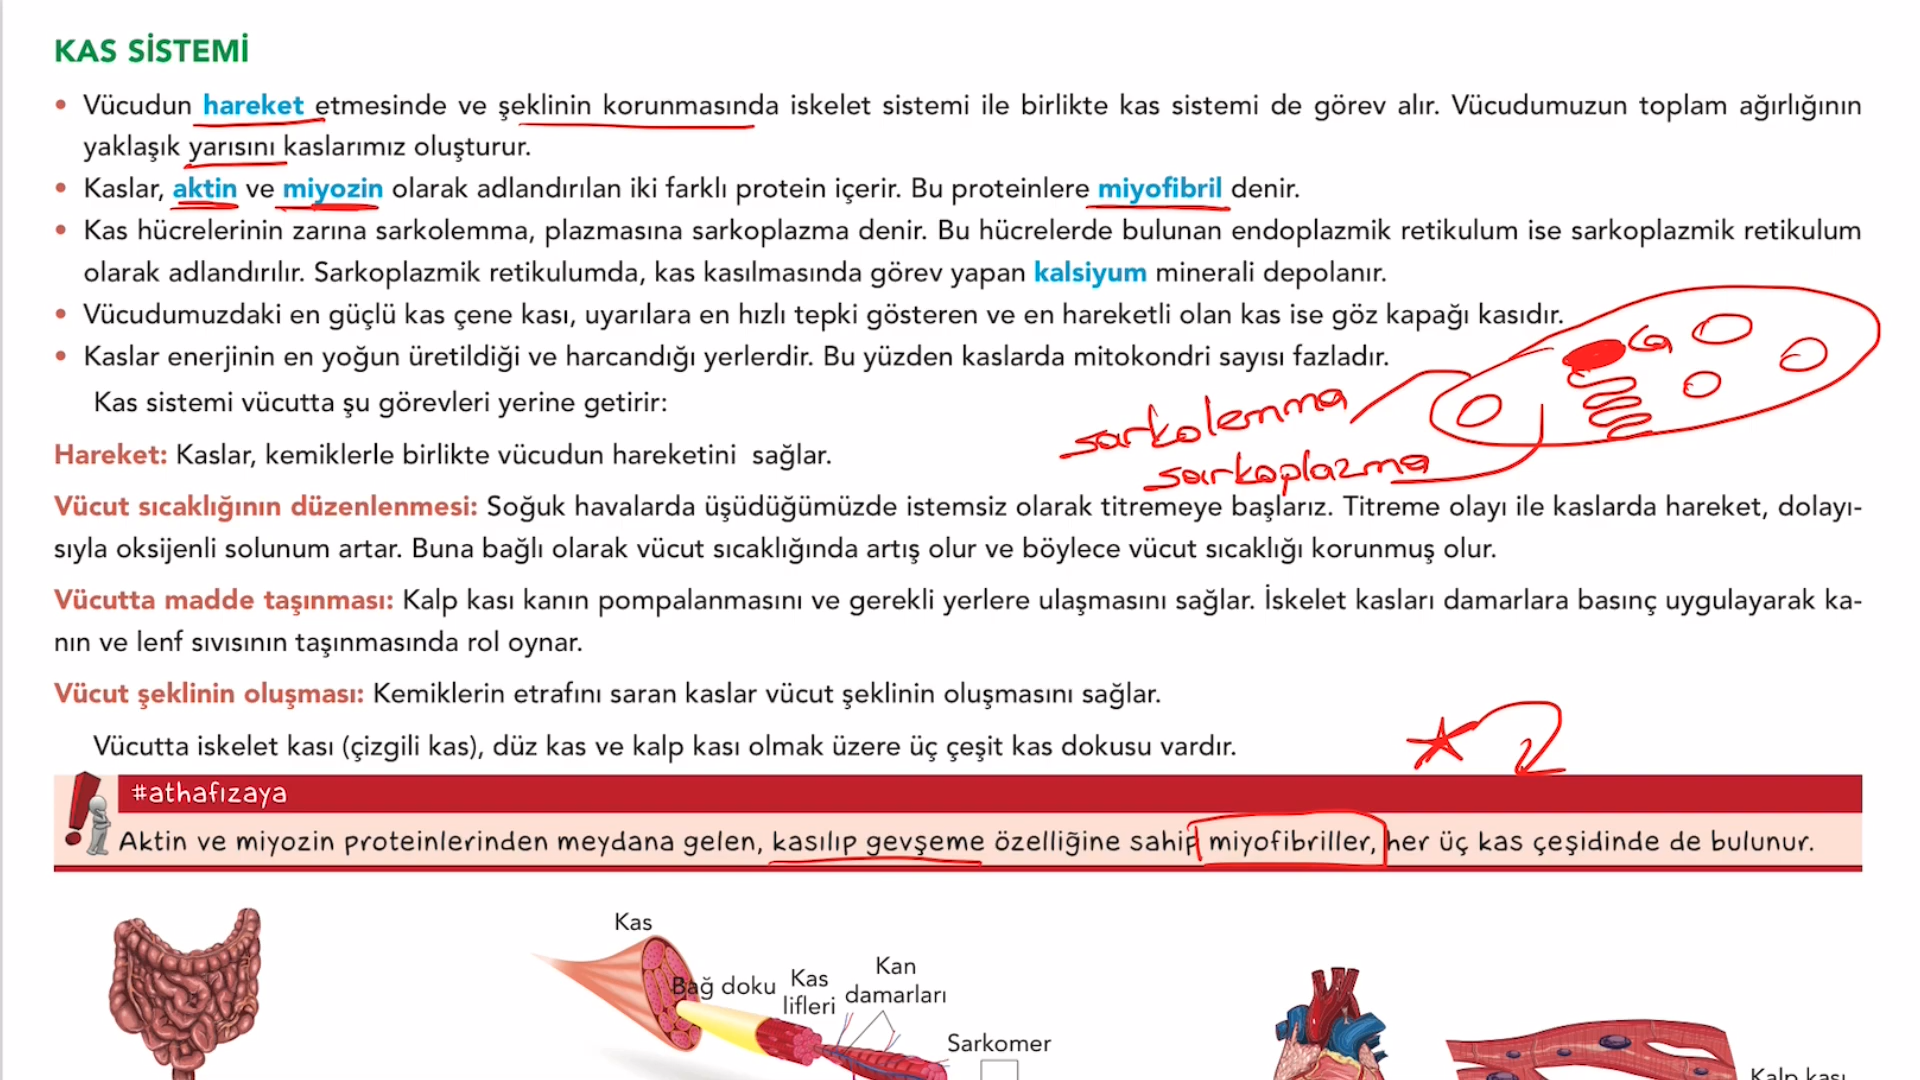 KAS SİSTEMİ
• Vücudun hareket etmesinde ve şeklinin korunmasında iskelet sistemi ile birlikte kas sistemi de görev alır. Vücudumuzun toplam ağırlığının
yaklaşık yarısını kaslarımız oluşturur.
• Kaslar, aktin ve miyozin olarak adlandırılan iki farklı protein içerir. Bu proteinlere miyofibril denir.
• Kas hücrelerinin zarına sarkolemma, plazmasına sarkoplazma denir. Bu hücrelerde bulunan endoplazmik retikulum ise sarkoplazmik retikulum
olarak adlandırılır. Sarkoplazmik retikulumda, kas kasılmasında görev yapan kalsiyum minerali depolanır.
• Vücudumuzdaki en güçlü kas çene kası, uyarılara en hızlı tepki gösteren ve en hareketli olan kas ise göz kapağı kasıdır.
• Kaslar enerjinin en yoğun üretildiği ve harcandığı yerlerdir. Bu yüzden kaslarda mitokondri sayısı fazladır.
Ca
Kas sistemi vücutta şu görevleri yerine getirir:
sarkolemma
Hareket: Kaslar, kemiklerle birlikte vücudun hareketini sağlar.
sarkoplazma
Vücut sıcaklığının düzenlenmesi: Soğuk havalarda üşüdüğümüzde istemsiz olarak titremeye başlarız. Titreme olayı ile kaslarda hareket, dolayı-
sıyla oksijenli solunum artar. Buna bağlı olarak vücut sıcaklığında artış olur ve böylece vücut sıcaklığı korunmuş olur.
Vücutta madde taşınması: Kalp kası kanın pompalanmasını ve gerekli yerlere ulaşmasını sağlar. İskelet kasları damarlara basınç uygulayarak ka-
nın ve lenf sıvısının taşınmasında rol oynar.
Vücut şeklinin oluşması: Kemiklerin etrafını saran kaslar vücut şeklinin oluşmasını sağlar.
Vücutta iskelet kası (çizgili kas), düz kas ve kalp kası olmak üzere üç çeşit kas dokusu vardır.
#athafızaya
Aktin ve miyozin proteinlerinden meydana gelen, kasılıp gevşeme özelliğine sahip miyofibriller, her üç kas çeşidinde de bulunur.
Kas
Bağ doku
Kas
lifleri
Kan
damarları
Sarkomer
Kalp kası